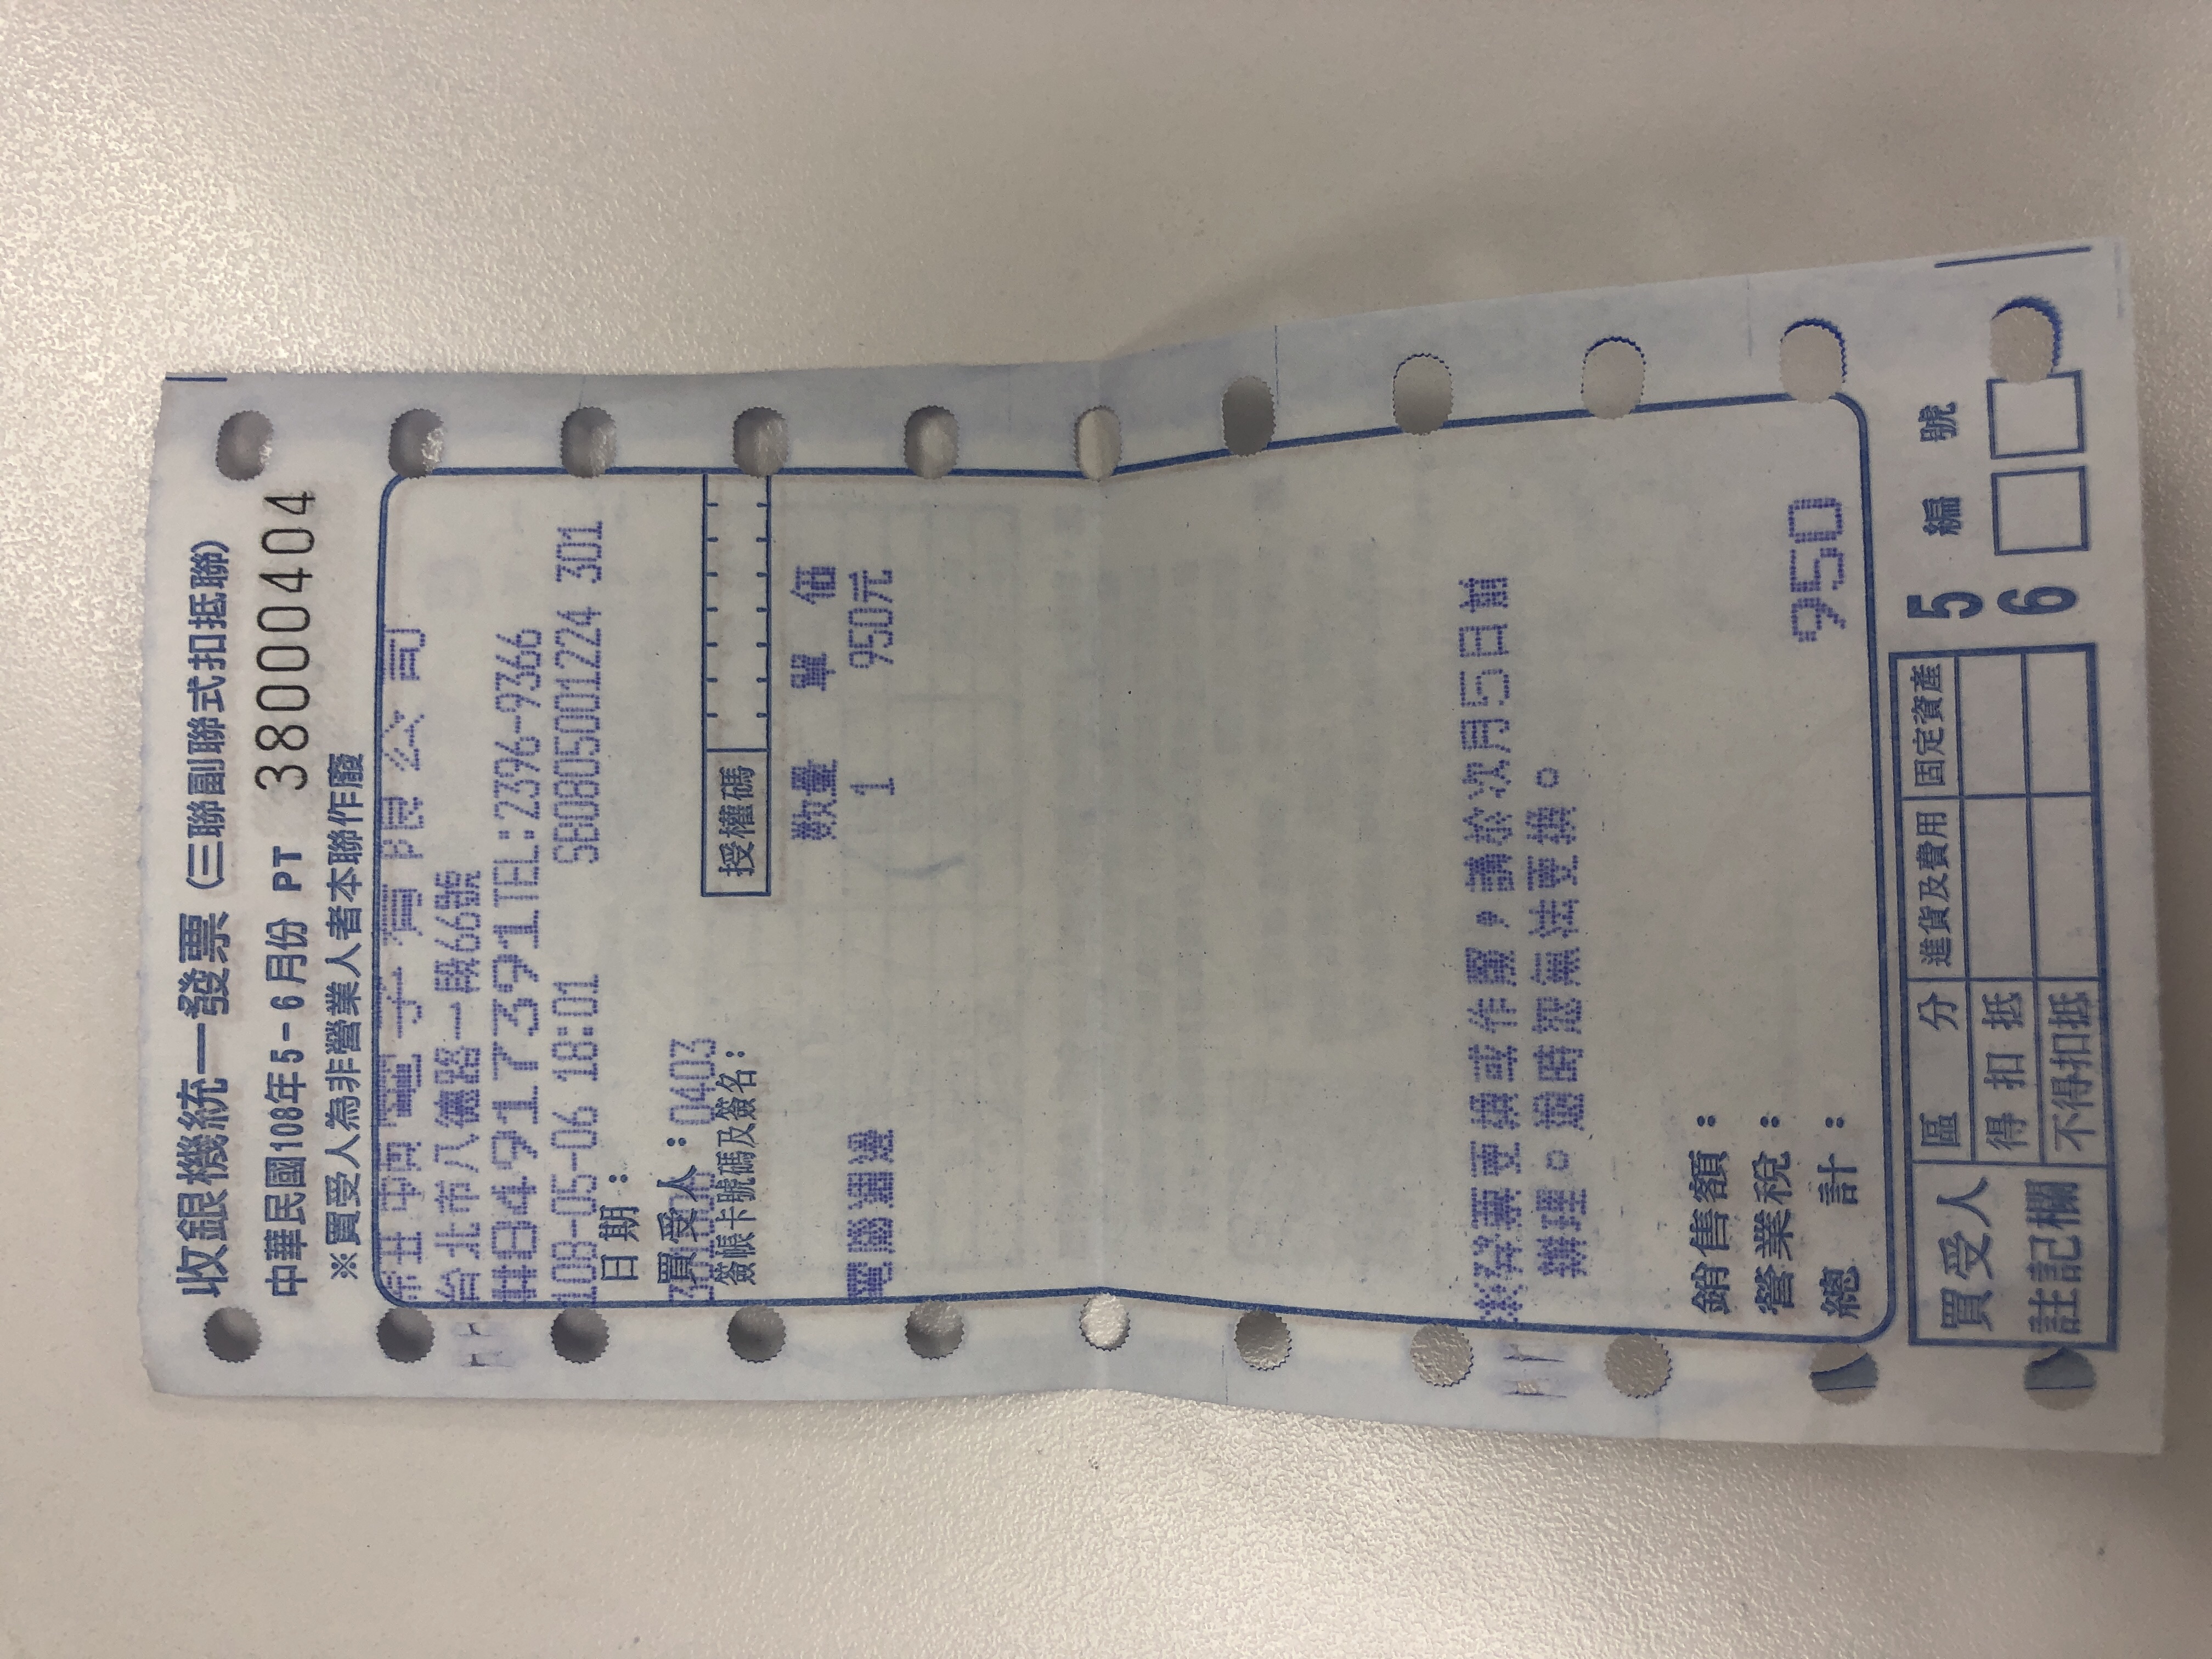 收銀機統一發票(三聯副聯式扣抵聯)
中華民國108年5-6月份 PT 38000404
※買受人為非營業人者本聯作廢
電子有限公司
台北市八德路一段66號
#84917391TEL:2396-9366
108-05-06 18:01 SB0805001224 301
日期:
買受人:
0403
簽帳卡號碼及簽名:
授權碼
数量 單 価
電腦週邊 1 950元
※發票更換或作廢,請於次月5日前
辦理。逾時恕無法更換。
銷售額:
營業稅:
總 計: 950
買受人註記欄
區 分 進貨及費用 固定資產
得 扣 抵
不得扣抵
5 6
編 號